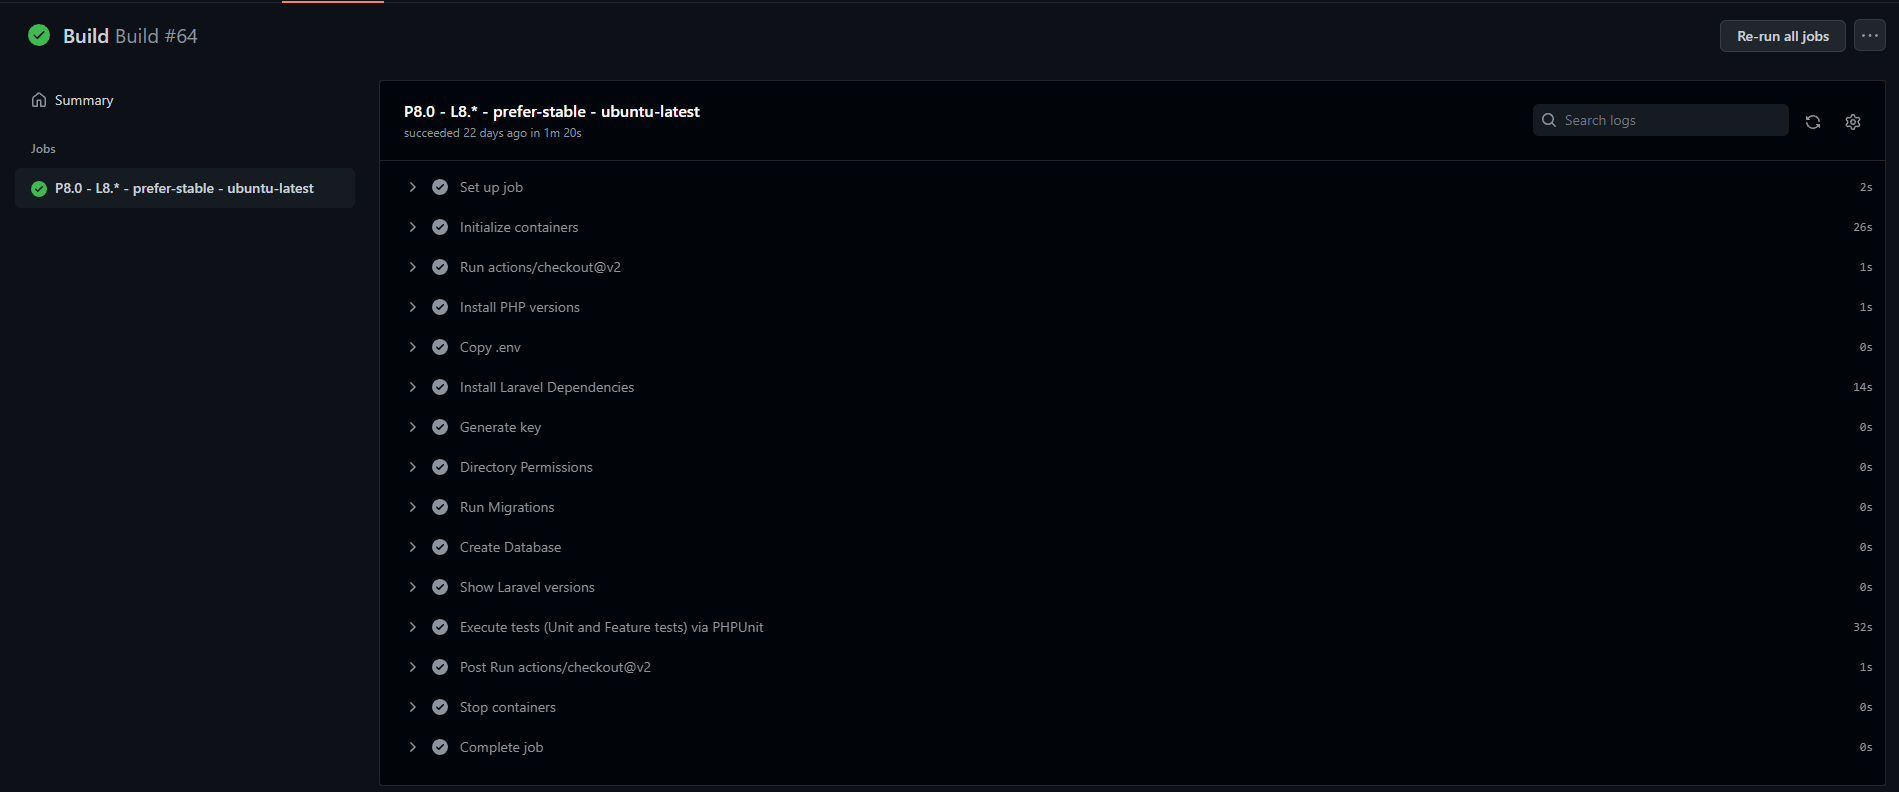 Build Build #64
Re-run all jobs
Summary
Jobs
P8.0 - L8.* - prefer-stable - ubuntu-latest
P8.0 - L8.* - prefer-stable - ubuntu-latest
succeeded 22 days ago in 1m 20s
Search logs
Set up job 2s
Initialize containers 26s
Run actions/checkout@v2 1s
Install PHP versions 1s
Copy .env 0s
Install Laravel Dependencies 14s
Generate key 0s
Directory Permissions 0s
Run Migrations 0s
Create Database 0s
Show Laravel versions 0s
Execute tests (Unit and Feature tests) via PHPUnit 32s
Post Run actions/checkout@v2 1s
Stop containers 0s
Complete job 0s